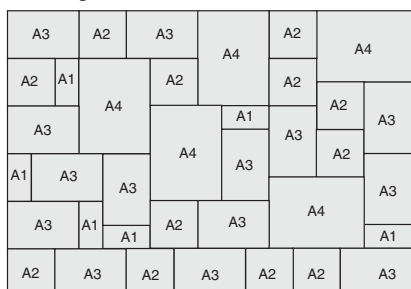 A3 A2 A3 A4 A2 A4
A2 A1 A4 A2 A2
A2 A3
A3 A4 A1 A3
A2
A1 A3 A3 A3 A3
A3 A1 A2 A3 A4
A1 A1
A2 A3 A2 A3 A2 A2 A3